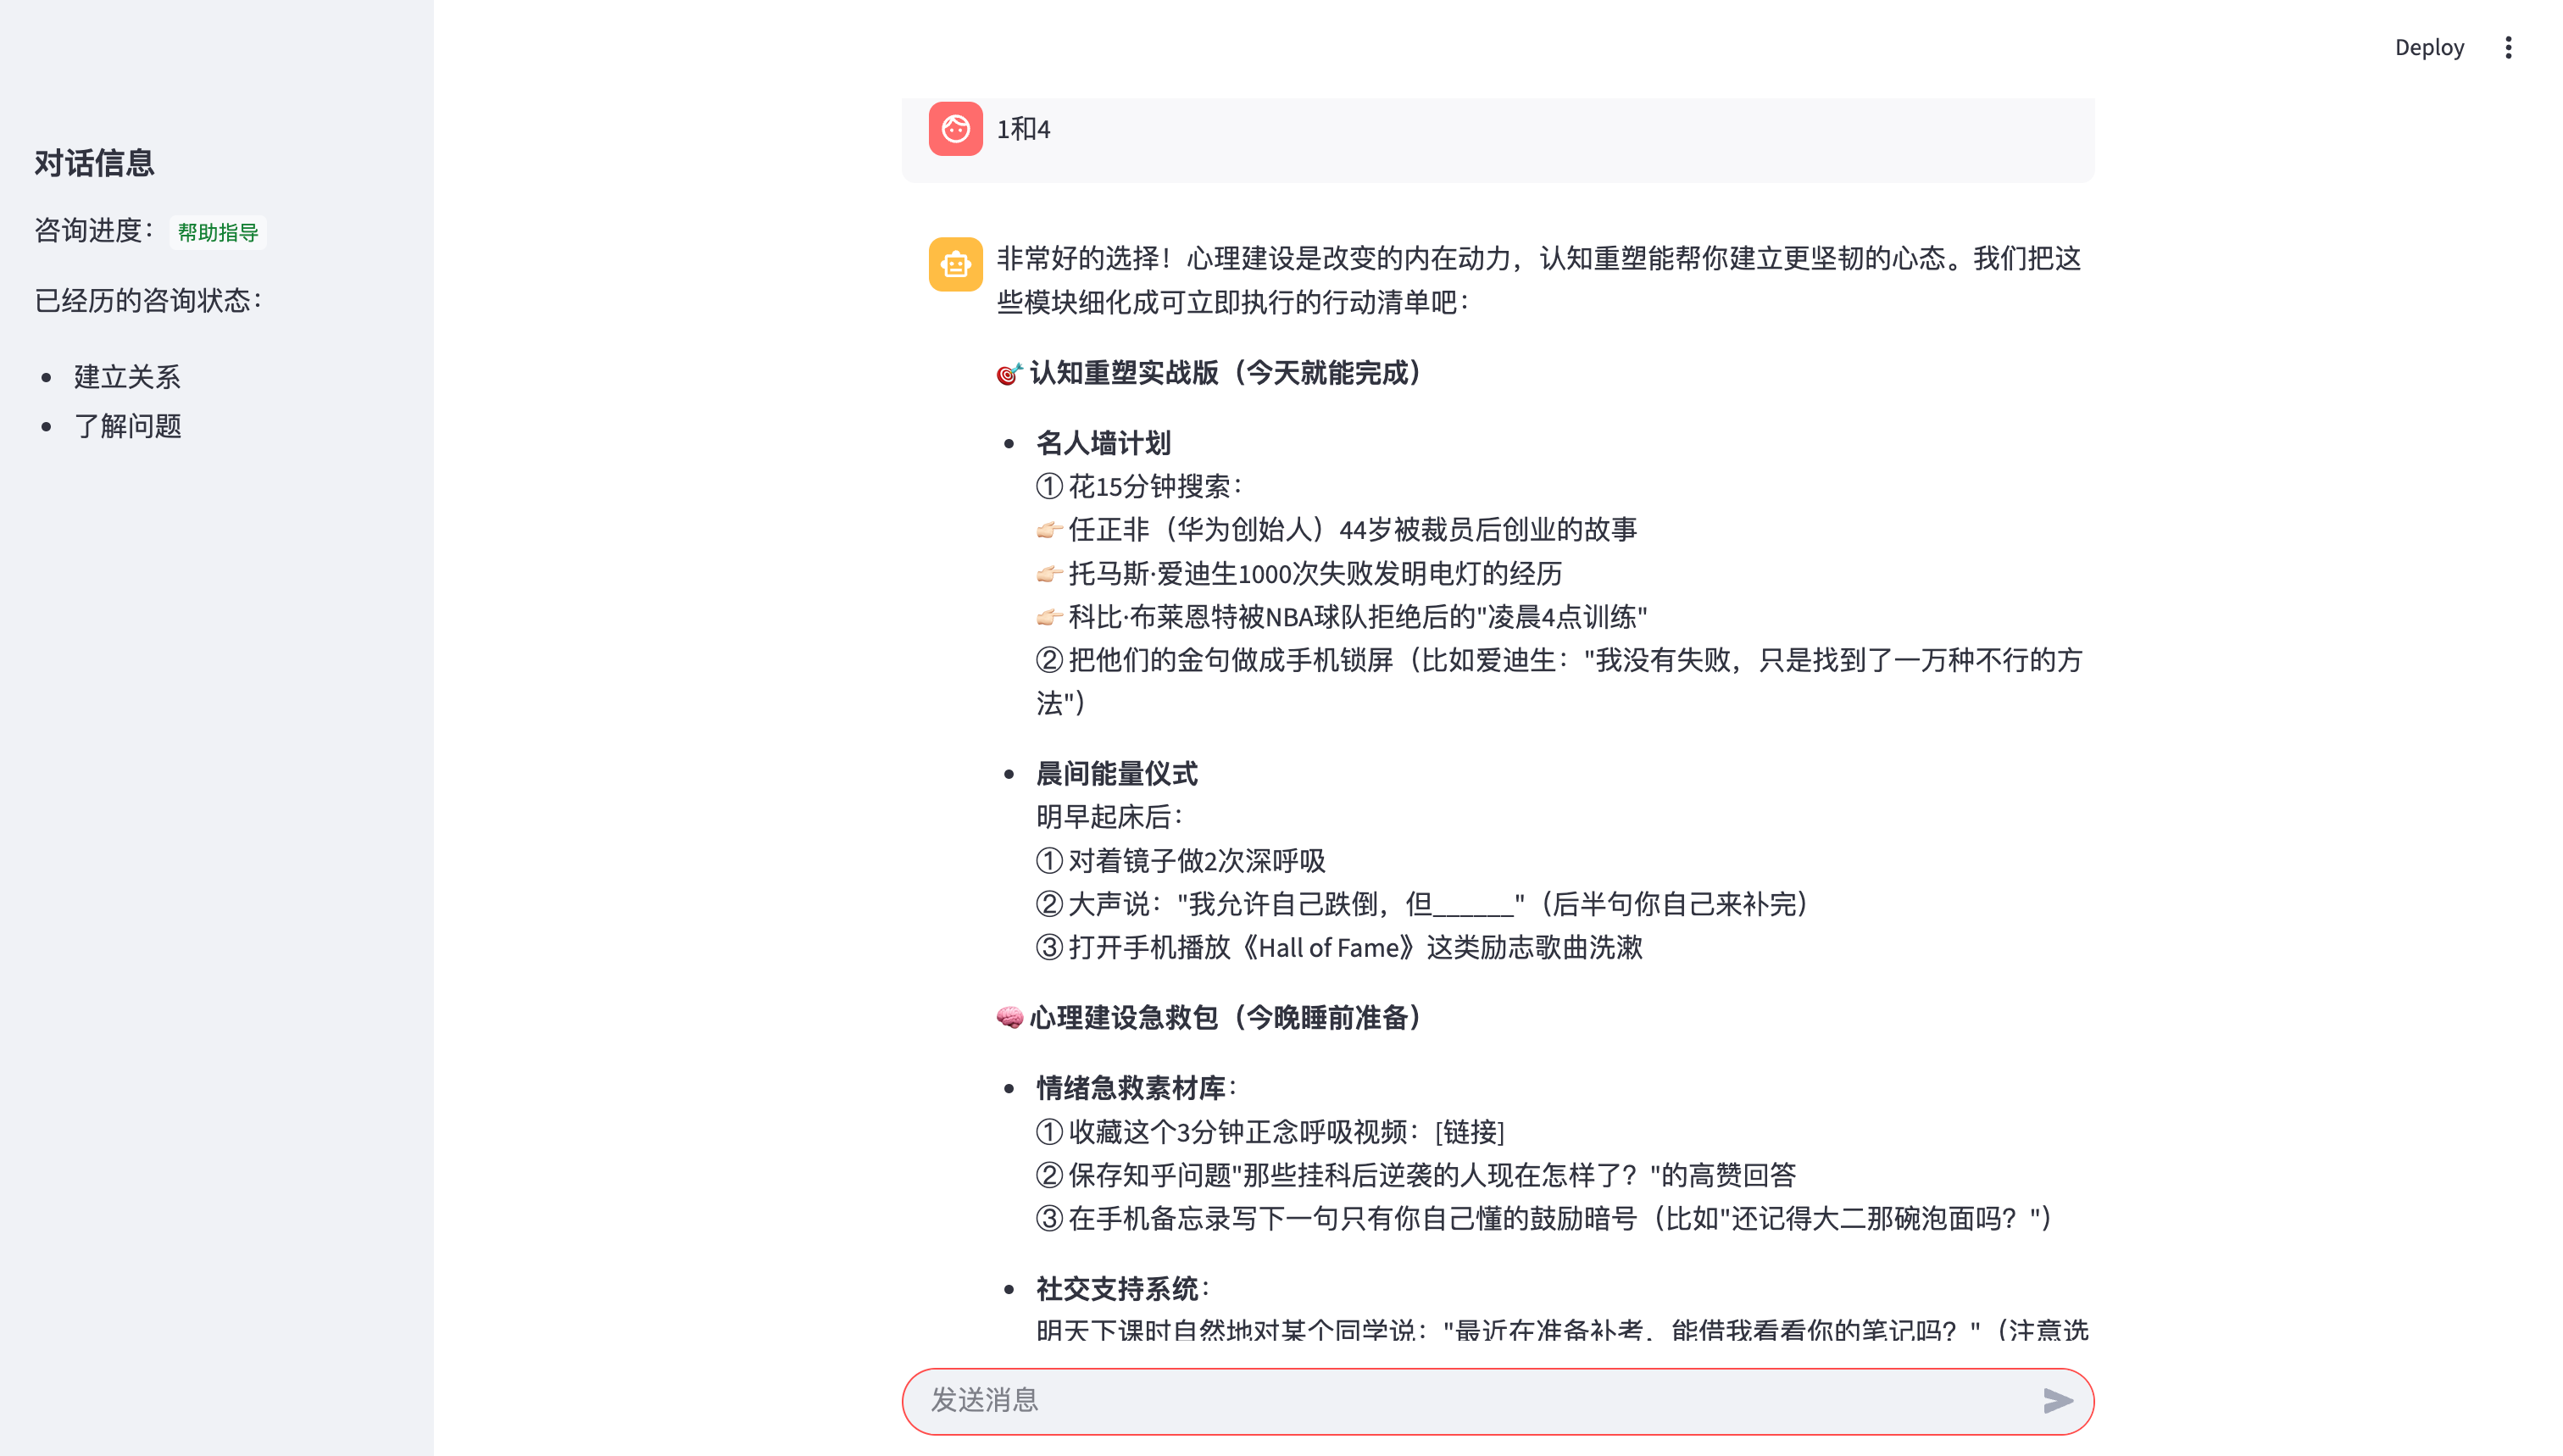 Deploy
对话信息
咨询进度：帮助指导
已经历的咨询状态：
建立关系
了解问题
1和4
非常好的选择！心理建设是改变的内在动力，认知重塑能帮你建立更坚韧的心态。我们把这
些模块细化成可立即执行的行动清单吧：
🎯 认知重塑实战版（今天就能完成）
名人墙计划
① 花15分钟搜索：
👉🏻 任正非（华为创始人）44岁被裁员后创业的故事
👉🏻 托马斯·爱迪生1000次失败发明电灯的经历
👉🏻 科比·布莱恩特被NBA球队拒绝后的"凌晨4点训练"
② 把他们的金句做成手机锁屏（比如爱迪生："我没有失败，只是找到了一万种不行的方
法"）
晨间能量仪式
明早起床后：
① 对着镜子做2次深呼吸
② 大声说："我允许自己跌倒，但______"（后半句你自己来补完）
③ 打开手机播放《Hall of Fame》这类励志歌曲洗漱
🧠 心理建设急救包（今晚睡前准备）
情绪急救素材库：
① 收藏这个3分钟正念呼吸视频：[链接]
② 保存知乎问题"那些挂科后逆袭的人现在怎样了？"的高赞回答
③ 在手机备忘录写下一句只有你自己懂的鼓励暗号（比如"还记得大二那碗泡面吗？"）
社交支持系统：
明天下课时自然地对某个同学说："最近在准备补考，能借我看看你的笔记吗？"（注意选
发送消息